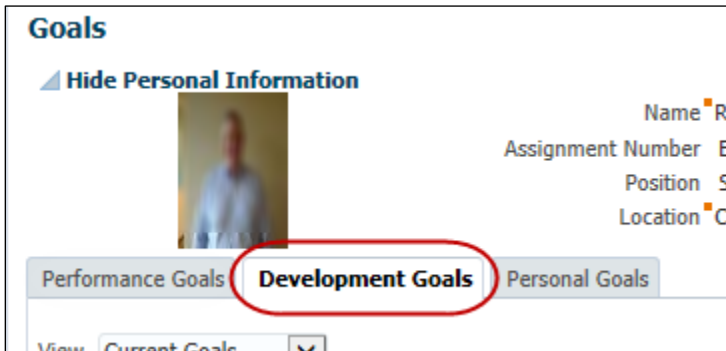 Goals
Hide Personal Information
Name R
Assignment Number E
Position S
Location C
Performance Goals Development Goals Personal Goals
View Current Goals